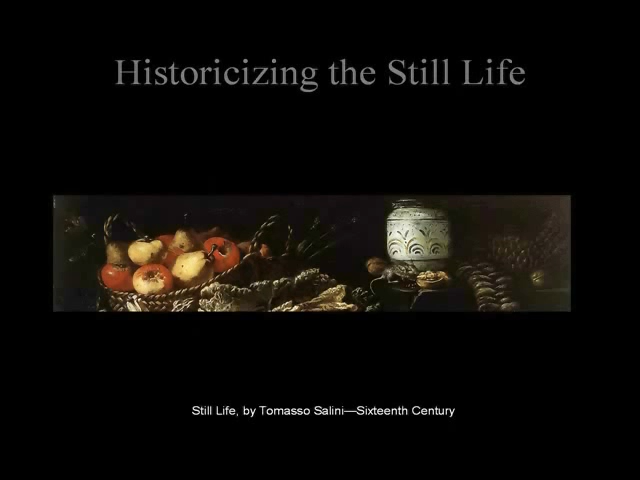 Historicizing the Still Life
Still Life, by Tomasso Salini—Sixteenth Century